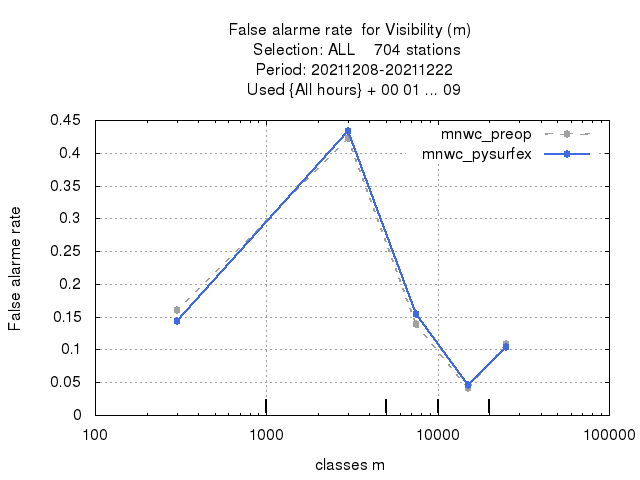 False alarme rate  for Visibility (m)
Selection: ALL    704 stations
Period: 20211208-20211222
Used {All hours} + 00 01 ... 09
mnwc_preop
mnwc_pysurfex
0.45
0.4
0.35
0.3
0.25
0.2
0.15
0.1
0.05
0
False alarme rate
100
1000
10000
100000
classes m